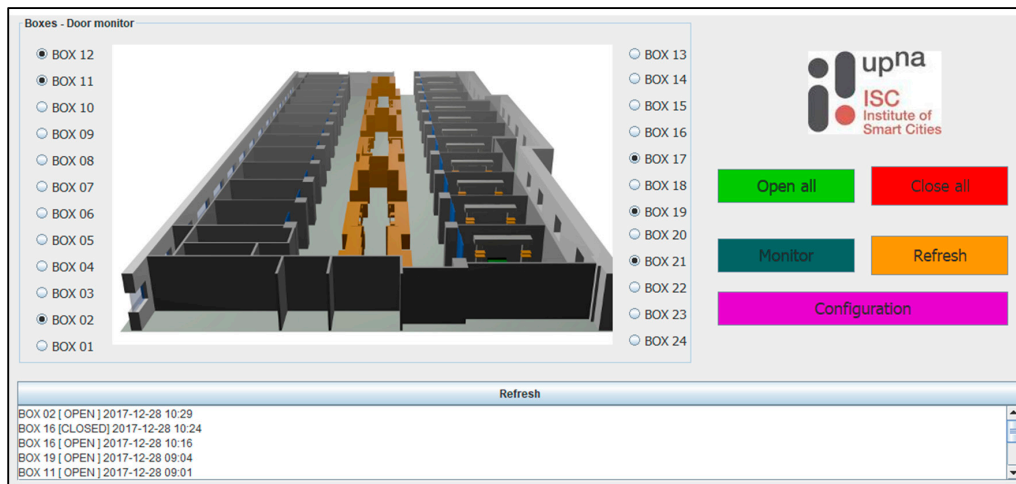 Boxes - Door monitor
BOX 12
BOX 11
BOX 10
BOX 09
BOX 08
BOX 07
BOX 06
BOX 05
BOX 04
BOX 03
BOX 02
BOX 01
BOX 13
BOX 14
BOX 15
BOX 16
BOX 17
BOX 18
BOX 19
BOX 20
BOX 21
BOX 22
BOX 23
BOX 24
upna
ISC
Institute of
Smart Cities
Open all
Close all
Monitor
Refresh
Configuration
Refresh
BOX 02 [ OPEN ] 2017-12-28 10:29
BOX 16 [CLOSED] 2017-12-28 10:24
BOX 16 [ OPEN ] 2017-12-28 10:16
BOX 19 [ OPEN ] 2017-12-28 09:04
BOX 11 [ OPEN ] 2017-12-28 09:01